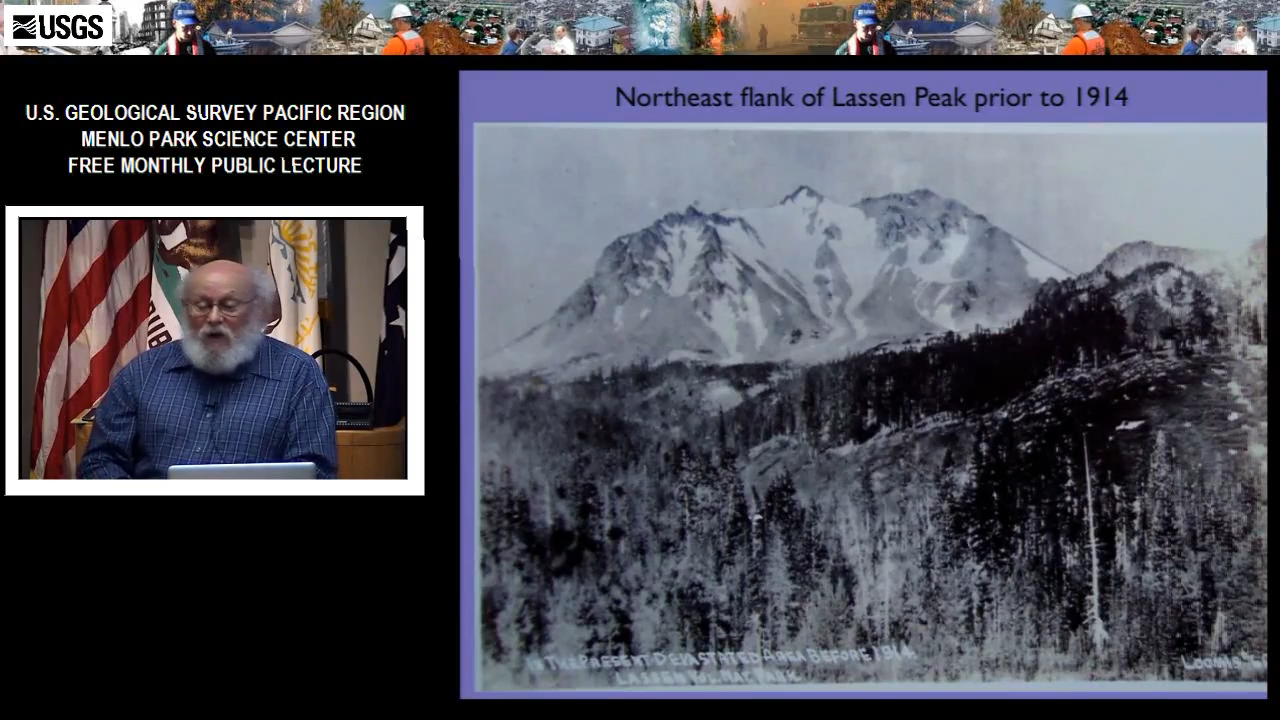 USGS
U.S. GEOLOGICAL SURVEY PACIFIC REGION
MENLO PARK SCIENCE CENTER
FREE MONTHLY PUBLIC LECTURE
Northeast flank of Lassen Peak prior to 1914
THE PRESENT DEVASTATED AREA BEFORE 1914.
LASSEN VOL. NAT. PARK.
LOOMIS